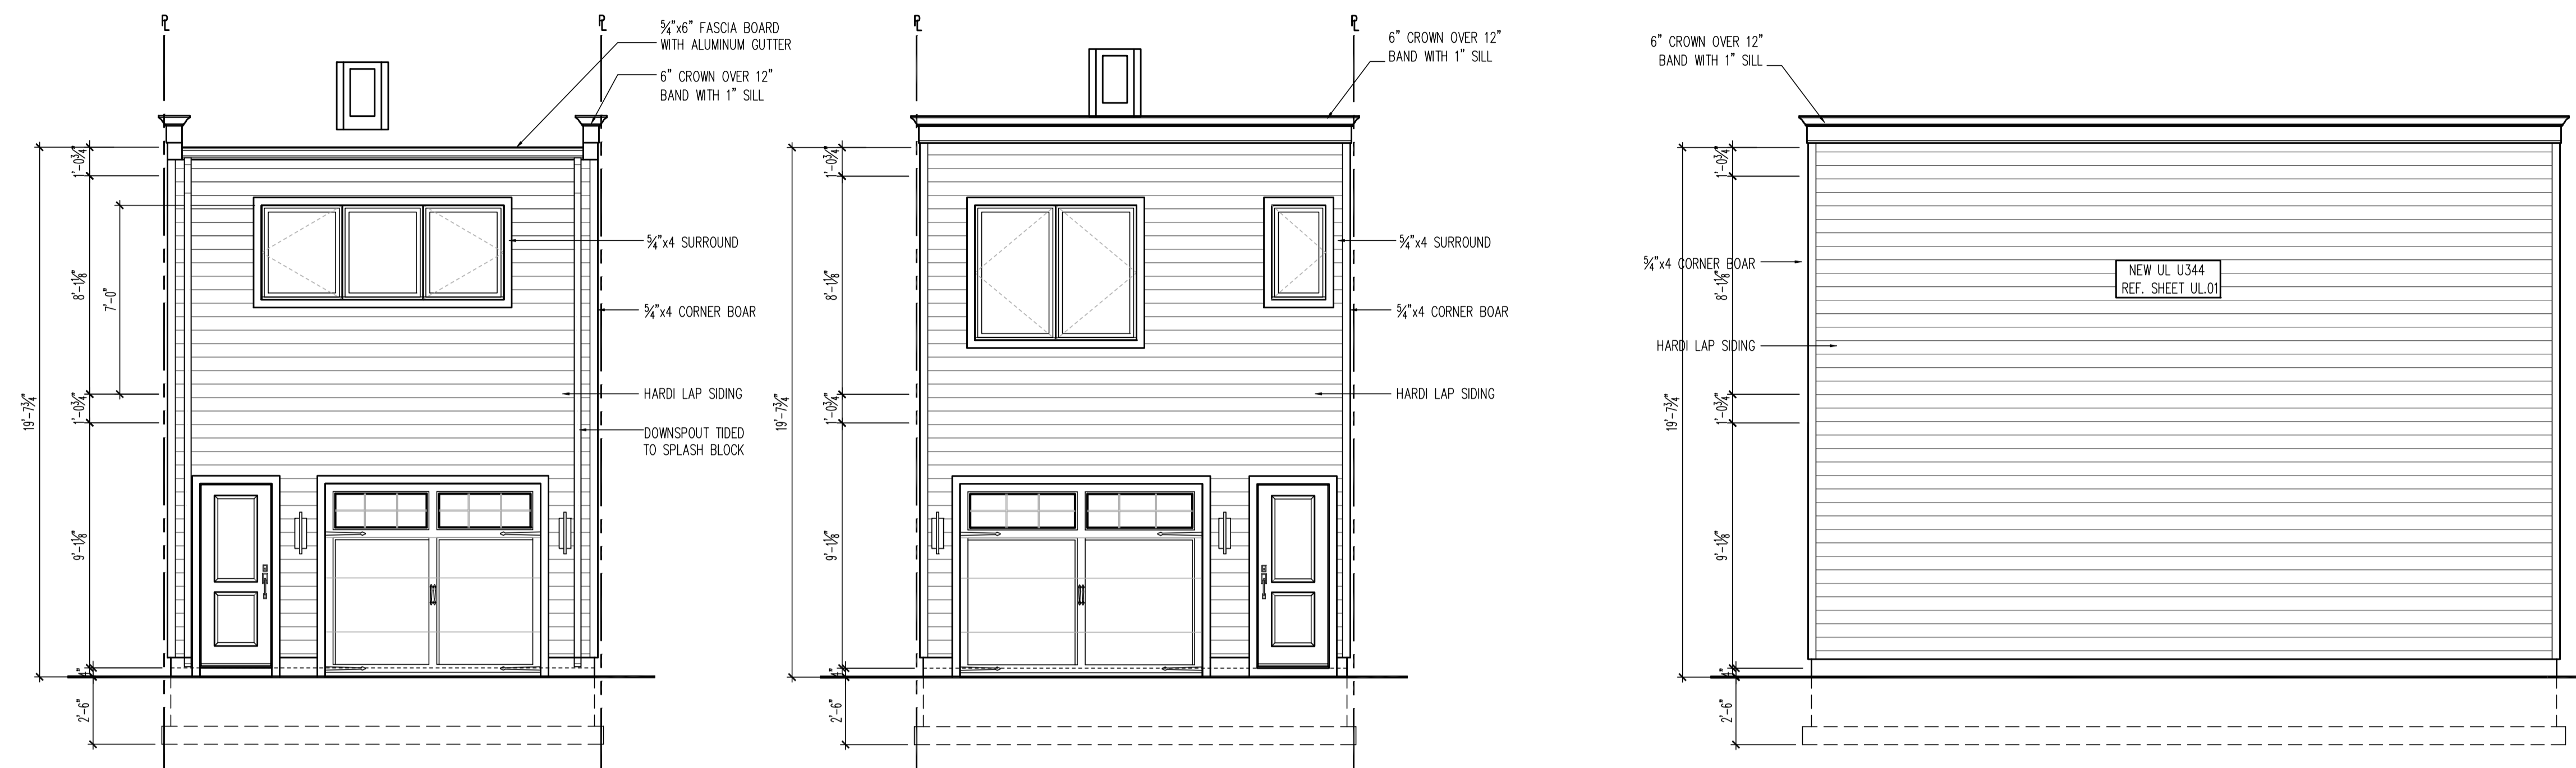 PL
PL
5/4"x6" FASCIA BOARD
WITH ALUMINUM GUTTER
6" CROWN OVER 12"
BAND WITH 1" SILL
5/4"x4 SURROUND
5/4"x4 CORNER BOAR
HARDI LAP SIDING
DOWNSPOUT TIDED
TO SPLASH BLOCK
19'-7 3/4"
1'-0 3/4"
8'-1 1/8"
7'-0"
1'-0 3/4"
9'-1 1/8"
4"
2'-6"
PL
PL
6" CROWN OVER 12"
BAND WITH 1" SILL
5/4"x4 SURROUND
5/4"x4 CORNER BOAR
HARDI LAP SIDING
19'-7 3/4"
1'-0 3/4"
8'-1 1/8"
1'-0 3/4"
9'-1 1/8"
4"
2'-6"
6" CROWN OVER 12"
BAND WITH 1" SILL
5/4"x4 CORNER BOAR
HARDI LAP SIDING
NEW UL U344
REF. SHEET UL.01
19'-7 3/4"
1'-0 3/4"
8'-1 1/8"
1'-0 3/4"
9'-1 1/8"
4"
2'-6"